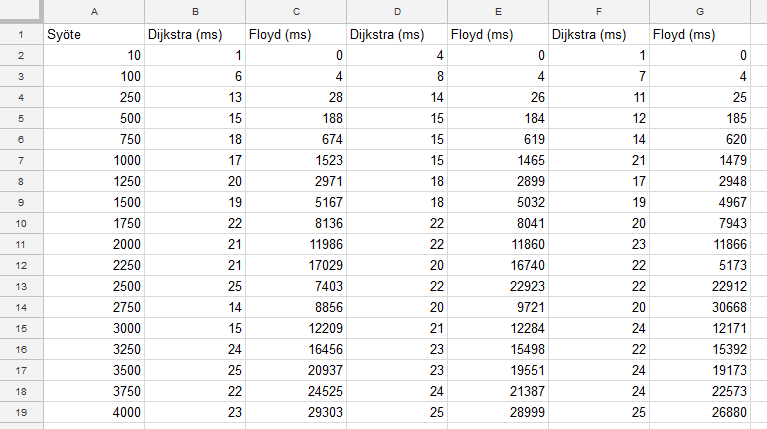 A B C D E F G
1 Syöte Dijkstra (ms) Floyd (ms) Dijkstra (ms) Floyd (ms) Dijkstra (ms) Floyd (ms)
2 10 1 0 4 0 1 0
3 100 6 4 8 4 7 4
4 250 13 28 14 26 11 25
5 500 15 188 15 184 12 185
6 750 18 674 15 619 14 620
7 1000 17 1523 15 1465 21 1479
8 1250 20 2971 18 2899 17 2948
9 1500 19 5167 18 5032 19 4967
10 1750 22 8136 22 8041 20 7943
11 2000 21 11986 22 11860 23 11866
12 2250 21 17029 20 16740 22 5173
13 2500 25 7403 22 22923 22 22912
14 2750 14 8856 20 9721 20 30668
15 3000 15 12209 21 12284 24 12171
16 3250 24 16456 23 15498 22 15392
17 3500 25 20937 23 19551 24 19173
18 3750 22 24525 24 21387 24 22573
19 4000 23 29303 25 28999 25 26880